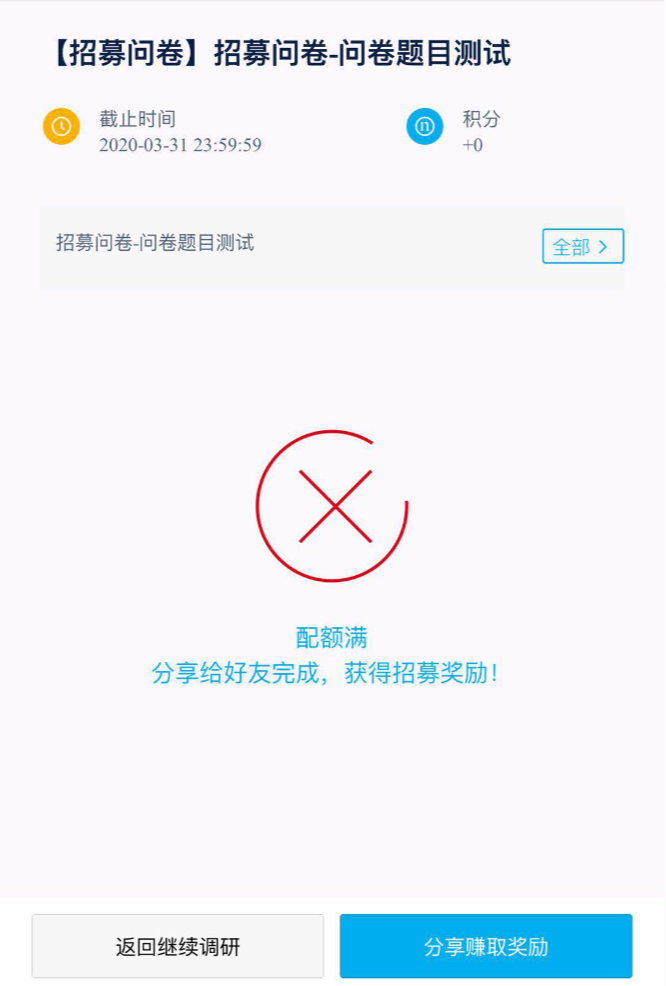 【招募问卷】招募问卷-问卷题目测试
截止时间
2020-03-31 23:59:59
积分
+0
招募问卷-问卷题目测试
全部 >
配额满
分享给好友完成，获得招募奖励！
返回继续调研
分享赚取奖励